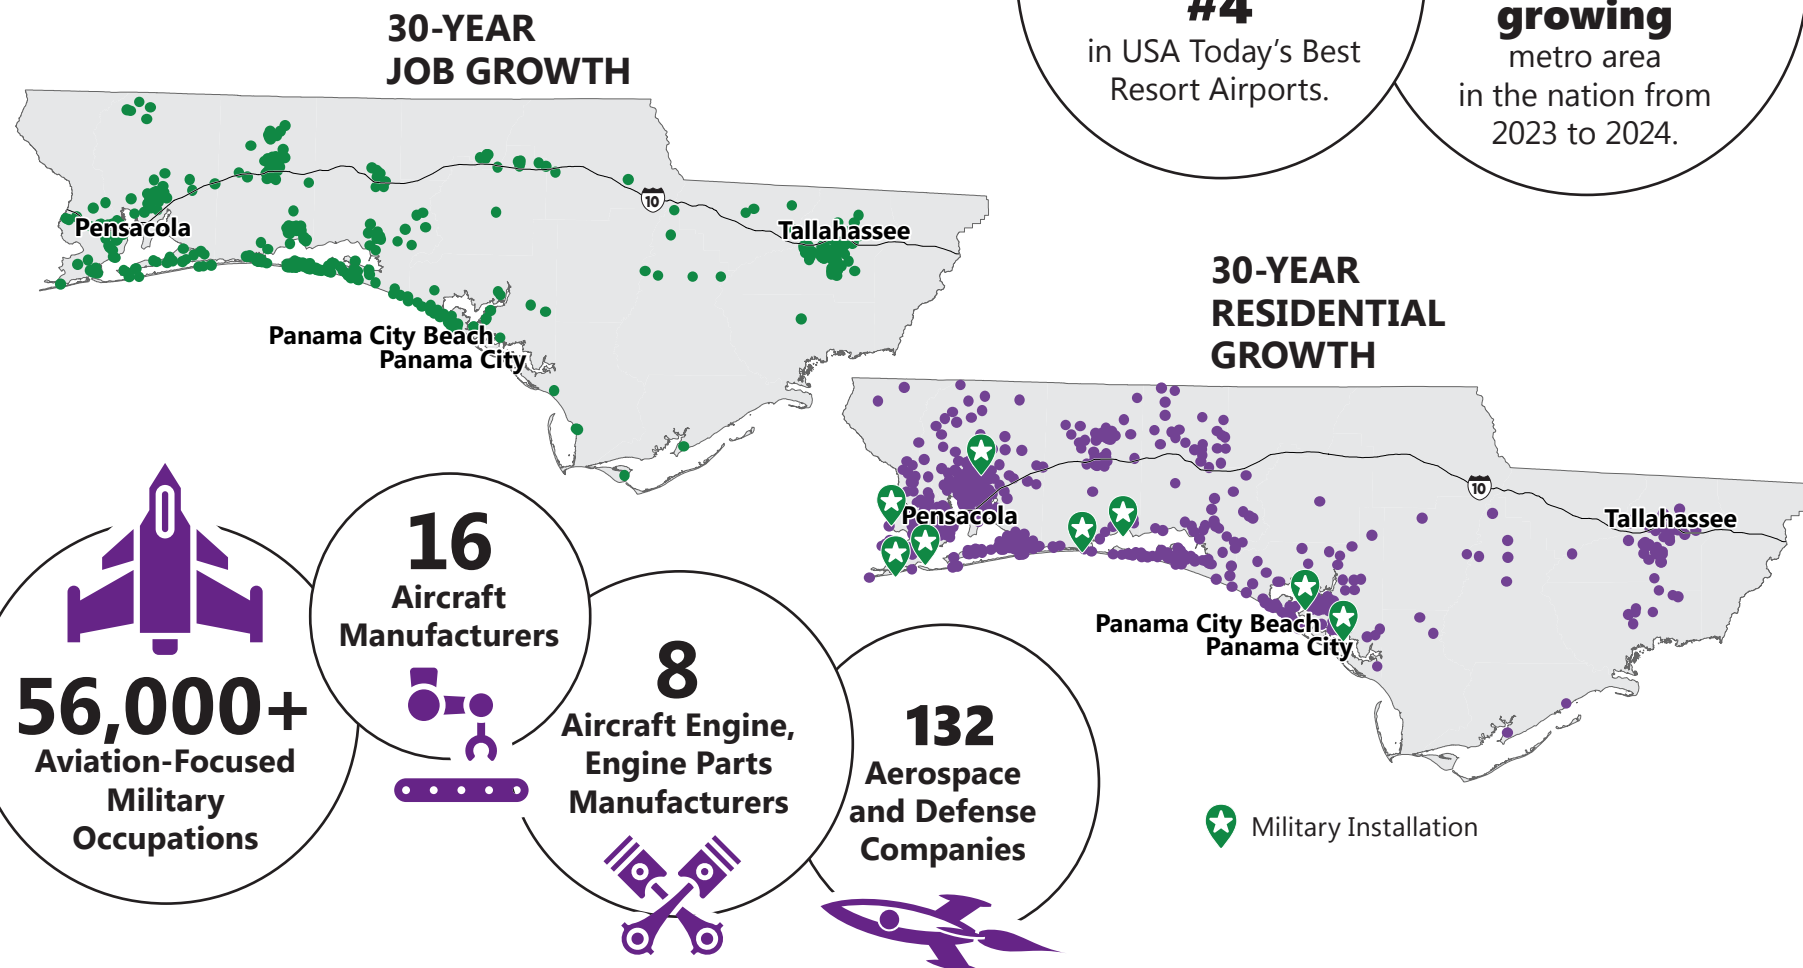 30-YEAR
JOB GROWTH
10
Pensacola
Tallahassee
Panama City Beach
Panama City
#4
in USA Today's Best
Resort Airports.
growing
metro area
in the nation from
2023 to 2024.
30-YEAR
RESIDENTIAL
GROWTH
10
Pensacola
Tallahassee
Panama City Beach
Panama City
Military Installation
56,000+
Aviation-Focused
Military
Occupations
16
Aircraft
Manufacturers
8
Aircraft Engine,
Engine Parts
Manufacturers
132
Aerospace
and Defense
Companies